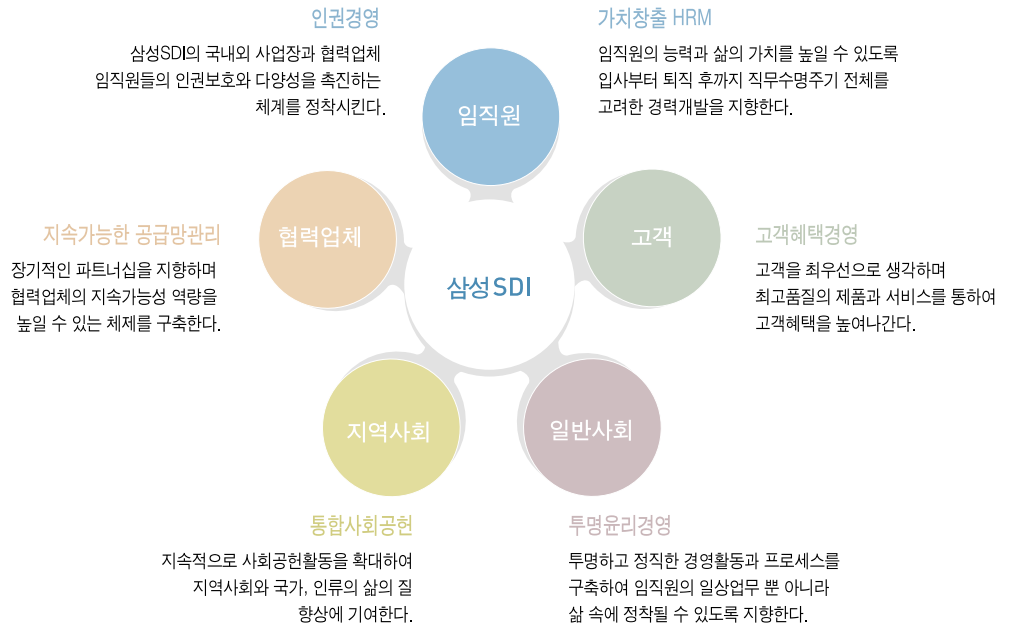 인권경영
삼성SDI의 국내외 사업장과 협력업체
임직원들의 인권보호와 다양성을 촉진하는
체계를 정착시킨다.
가치창출 HRM
임직원의 능력과 삶의 가치를 높일 수 있도록
입사부터 퇴직 후까지 직무수명주기 전체를
고려한 경력개발을 지향한다.
임직원
지속가능한 공급망관리
장기적인 파트너십을 지향하며
협력업체의 지속가능성 역량을
높일 수 있는 체제를 구축한다.
협력업체
고객
고객혜택경영
고객을 최우선으로 생각하며
최고품질의 제품과 서비스를 통하여
고객혜택을 높여나간다.
삼성SDI
지역사회
일반사회
통합사회공헌
지속적으로 사회공헌활동을 확대하여
지역사회와 국가, 인류의 삶의 질
향상에 기여한다.
투명윤리경영
투명하고 정직한 경영활동과 프로세스를
구축하여 임직원의 일상업무 뿐 아니라
삶 속에 정착될 수 있도록 지향한다.